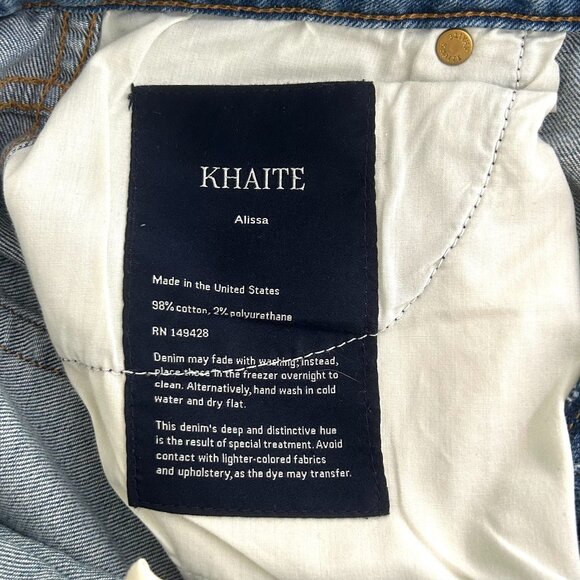 KHAITE
Alissa
Made in the United States
98% cotton, 2% polyurethane
RN 149428
Denim may fade with washing; instead,
place these in the freezer overnight to
clean. Alternatively, hand wash in cold
water and dry flat.
This denim's deep and distinctive hue
is the result of special treatment. Avoid
contact with lighter-colored fabrics
and upholstery, as the dye may transfer.